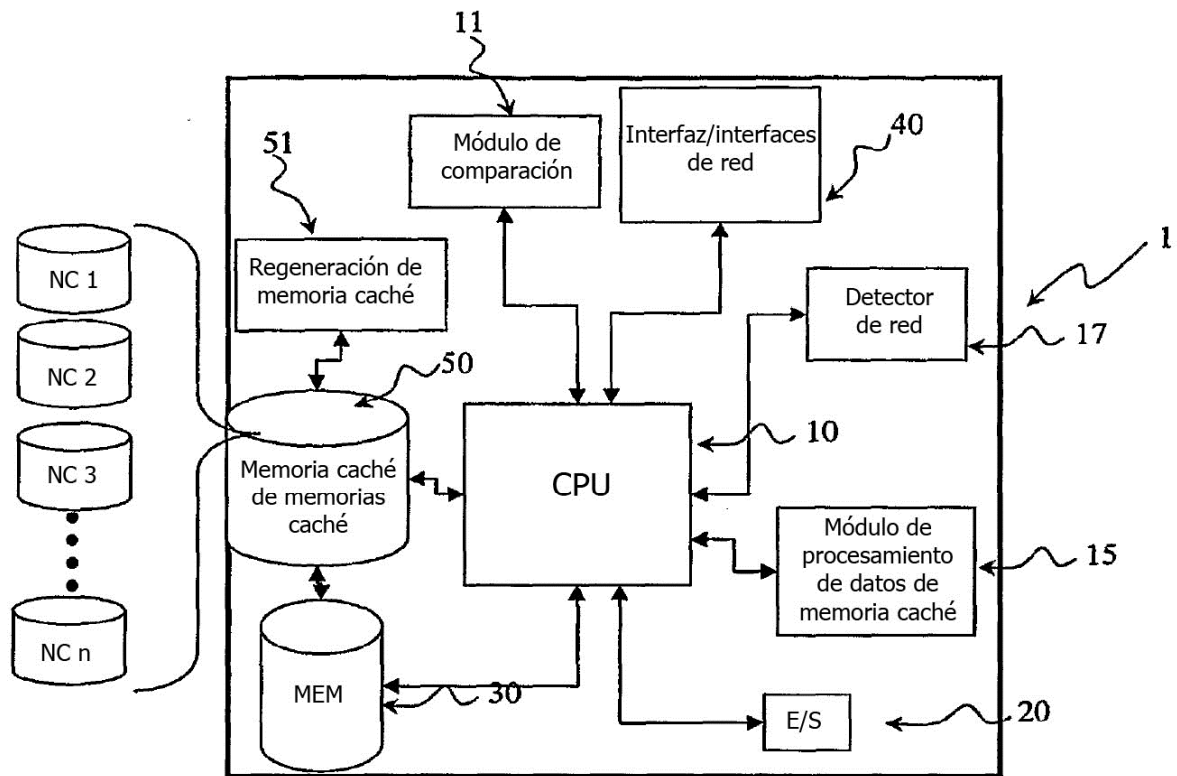 11
Módulo de
comparación
Interfaz/interfaces
de red
40
51
Regeneración de
memoria caché
1
Detector
de red
17
NC 1
NC 2
NC 3
NC n
50
Memoria caché
de memorias
caché
CPU
10
Módulo de
procesamiento
de datos de
memoria caché
15
MEM
30
E/S
20